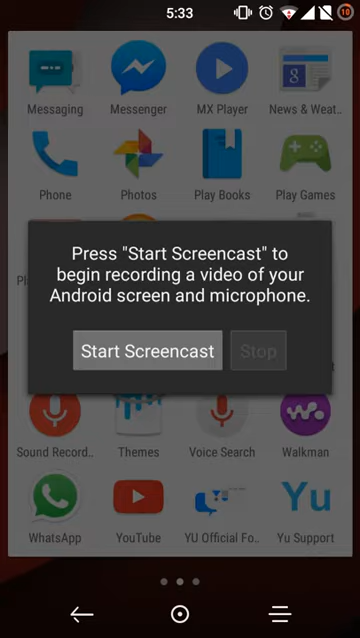 5:33
10
Messaging
Messenger
MX Player
News & Weat..
Phone
Photos
Play Books
Play Games
Press "Start Screencast" to
begin recording a video of your
Android screen and microphone.
Start Screencast
Stop
Sound Record..
Themes
Voice Search
Walkman
WhatsApp
YouTube
YU Official Fo..
Yu Support